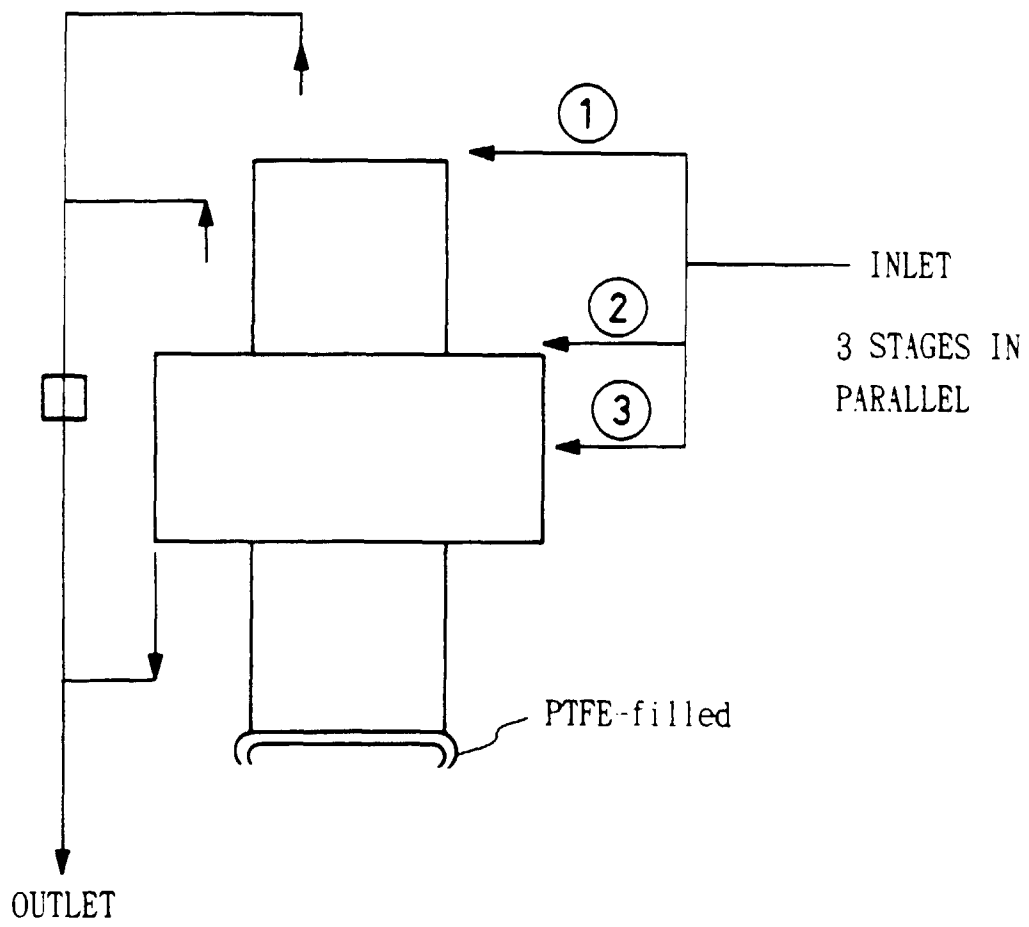 1
INLET
2
3 STAGES IN
PARALLEL
3
PTFE-filled
OUTLET